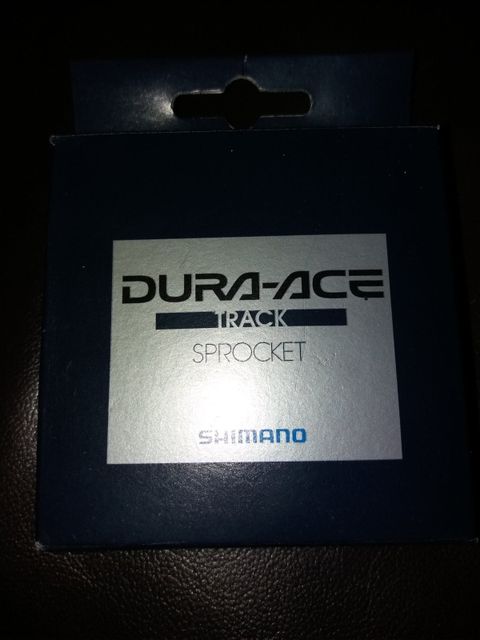 DURA-ACE
TRACK
SPROCKET
SHIMANO